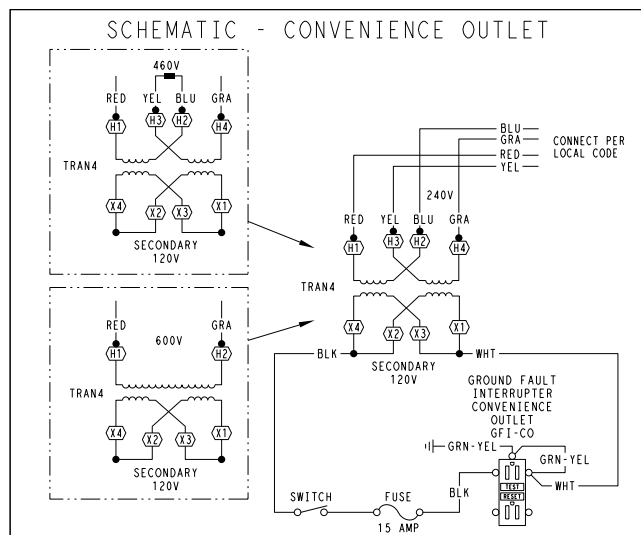 SCHEMATIC - CONVENIENCE OUTLET
460V
RED YEL BLU GRA
H1 H3 H2 H4
TRAN4
X4 X2 X3 X1
SECONDARY
120V
600V
RED GRA
H1 H2
TRAN4
X4 X2 X3 X1
SECONDARY
120V
BLU
GRA
RED
YEL
CONNECT PER
LOCAL CODE
240V
RED YEL BLU GRA
H1 H3 H2 H4
TRAN4
X4 X2 X3 X1
BLK WHT
SECONDARY
120V
GROUND FAULT
INTERRUPTER
CONVENIENCE
OUTLET
GFI-CO
GRN-YEL
GRN-YEL
WHT
BLK
TEST
RESET
SWITCH FUSE
15 AMP